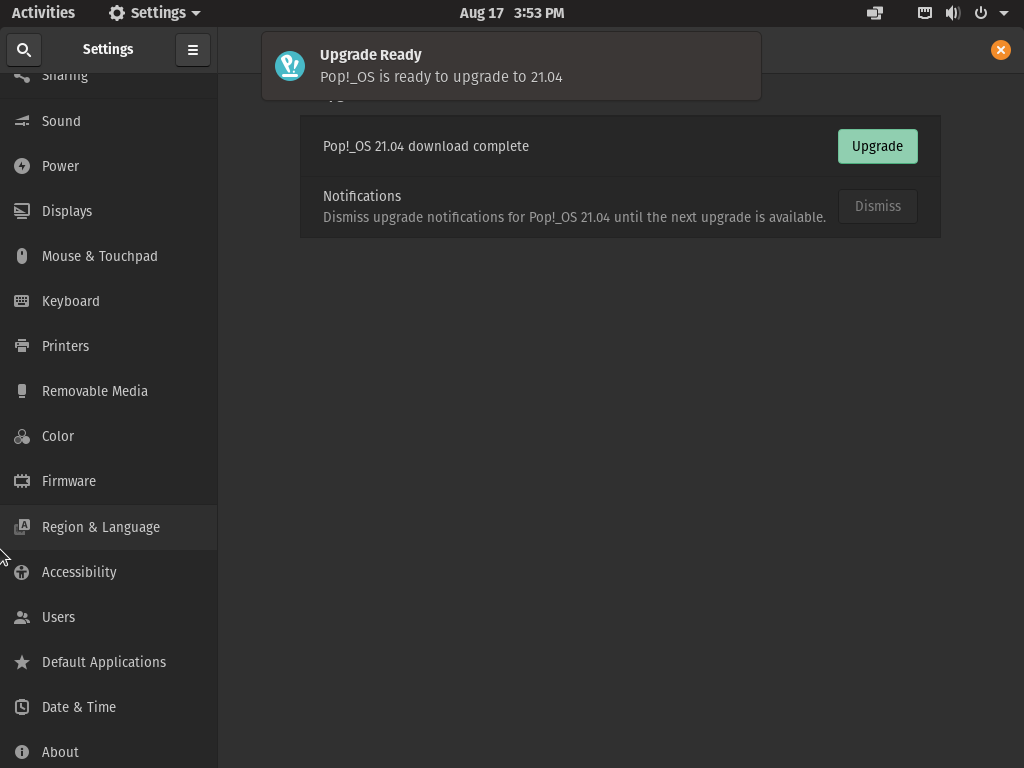 Activities
Settings
Aug 17 3:53 PM
Settings
Upgrade Ready
Pop!_OS is ready to upgrade to 21.04
Sharing
Sound
Power
Displays
Mouse & Touchpad
Keyboard
Printers
Removable Media
Color
Firmware
Region & Language
Accessibility
Users
Default Applications
Date & Time
About
Pop!_OS 21.04 download complete
Upgrade
Notifications
Dismiss upgrade notifications for Pop!_OS 21.04 until the next upgrade is available.
Dismiss